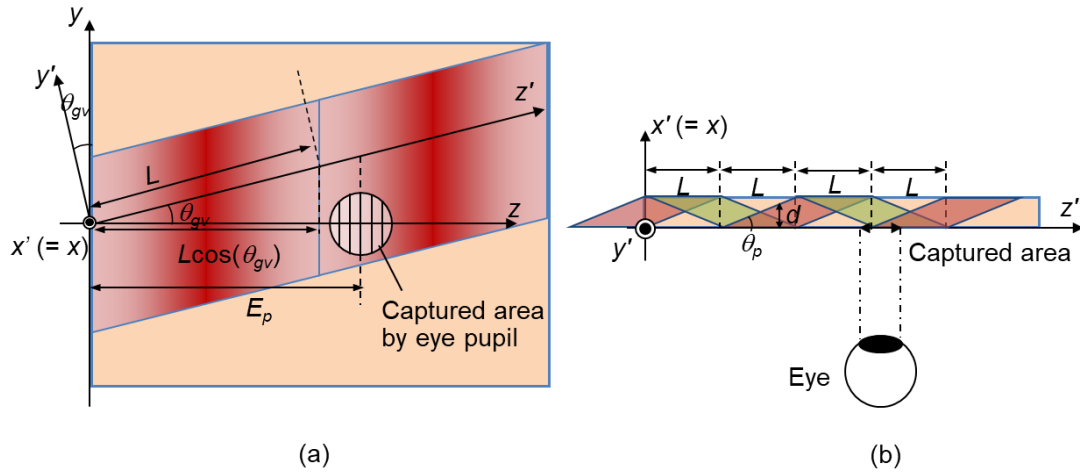 y
y'
θgv
z'
L
θgv
z
x' (= x)
Lcos(θgv)
Ep
Captured area
by eye pupil
(a)
x' (= x)
L
L
L
L
d
z'
θp
y'
Captured area
Eye
(b)